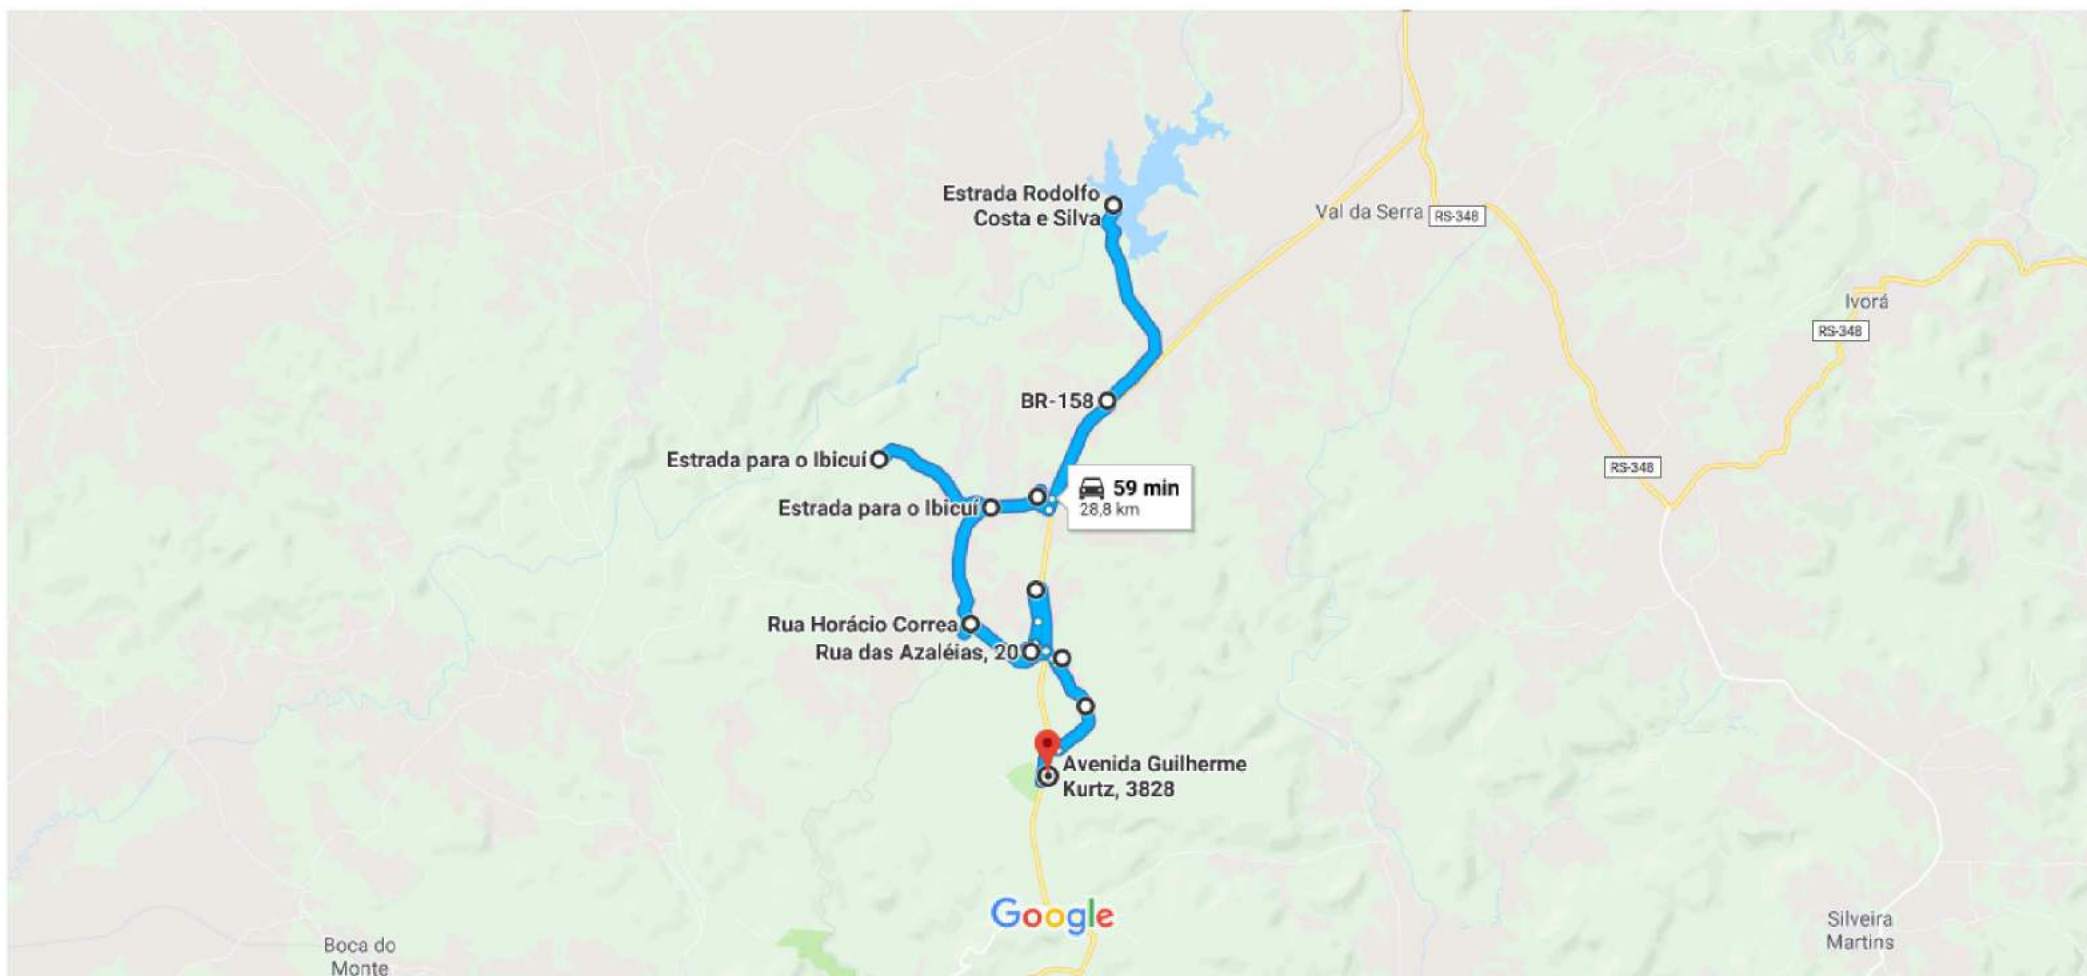 Estrada Rodolfo
Costa e Silva
Val da Serra
RS-348
Ivorá
RS-348
BR-158
Estrada para o Ibicuí
RS-348
59 min
28,8 km
Estrada para o Ibicuí
Rua Horácio Correa
Rua das Azaléias, 20
Avenida Guilherme
Kurtz, 3828
Google
Silveira
Martins
Boca do
Monte